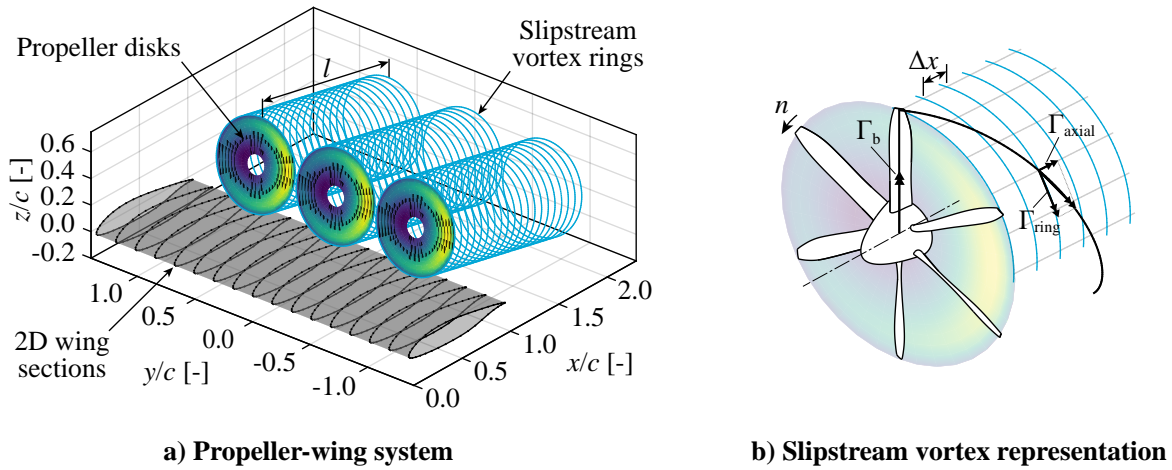 Propeller disks
Slipstream
vortex rings
l
0.6
0.4
0.2
0.0
-0.2
z/c [-]
1.0
0.5
0.0
-0.5
-1.0
y/c [-]
0.0
0.5
1.0
1.5
2.0
x/c [-]
2D wing
sections
a) Propeller-wing system
Δx
n
Γb
Γaxial
Γring
b) Slipstream vortex representation